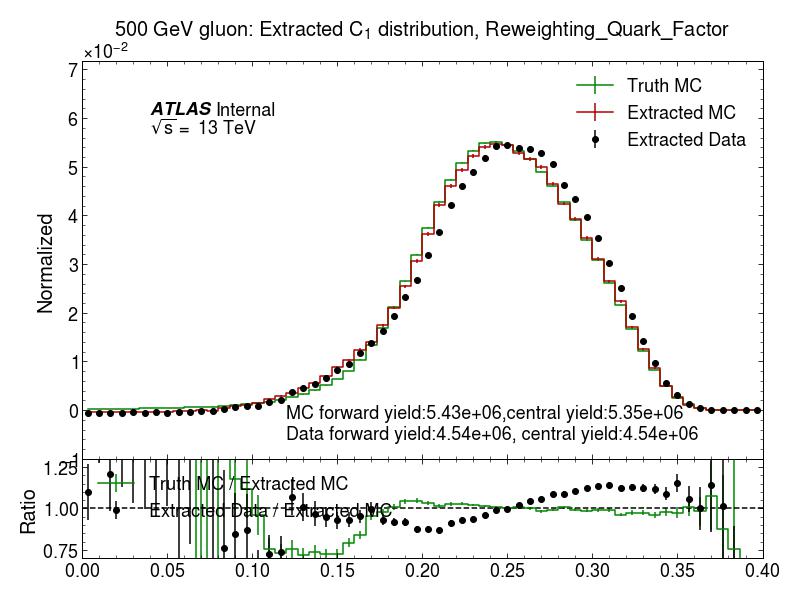 500 GeV gluon: Extracted C₁ distribution, Reweighting_Quark_Factor
×10⁻²
7
6
5
4
3
2
1
0
1
Normalized
ATLAS Internal
√s = 13 TeV
Truth MC
Extracted MC
Extracted Data
MC forward yield:5.43e+06,central yield:5.35e+06
Data forward yield:4.54e+06, central yield:4.54e+06
1.25
1.00
0.75
Ratio
Truth MC / Extracted MC
Extracted Data / Extracted MC
0.00 0.05 0.10 0.15 0.20 0.25 0.30 0.35 0.40